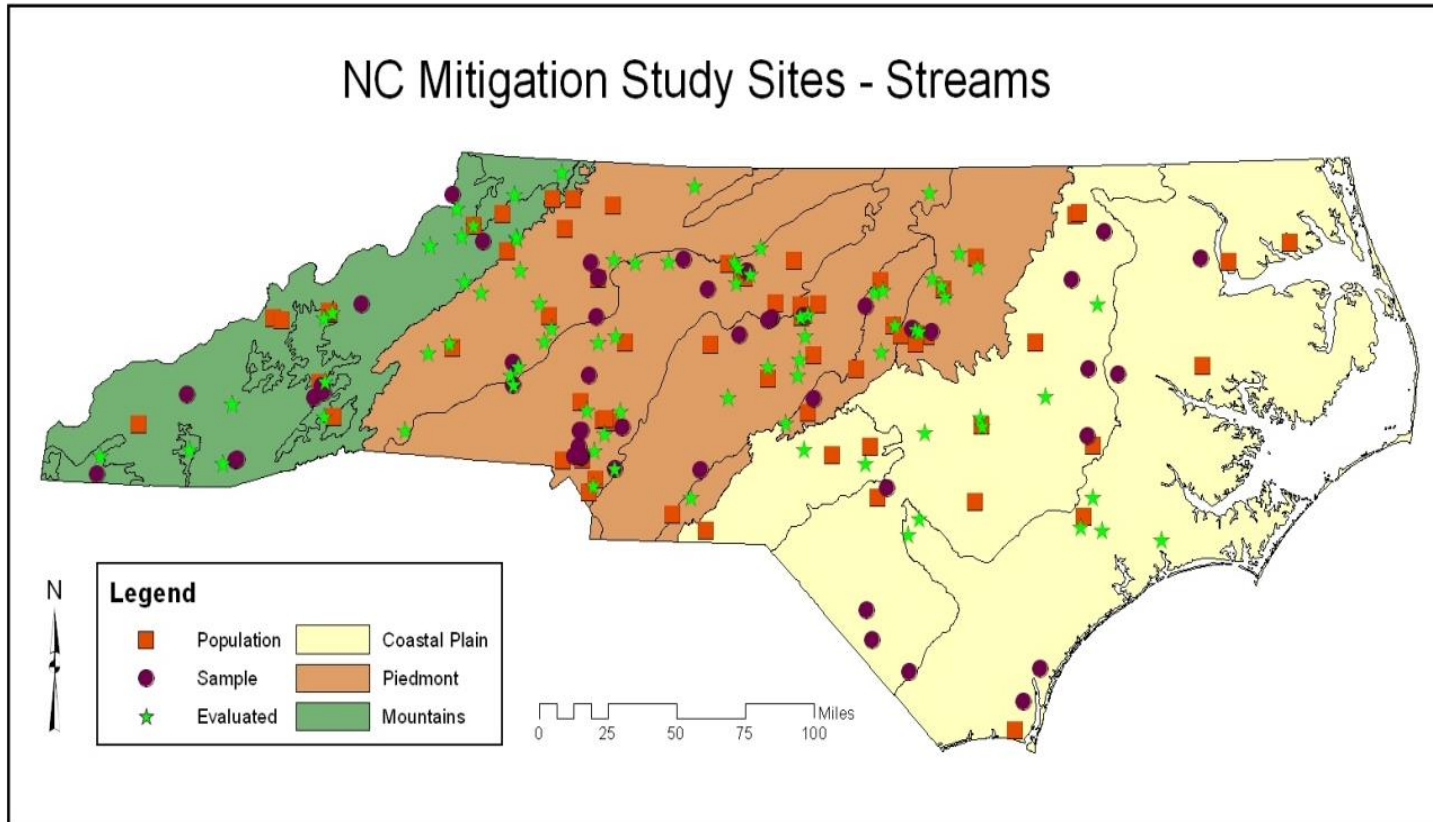 NC Mitigation Study Sites - Streams
N
Legend
Population
Coastal Plain
Sample
Piedmont
Evaluated
Mountains
Miles
0 25 50 75 100